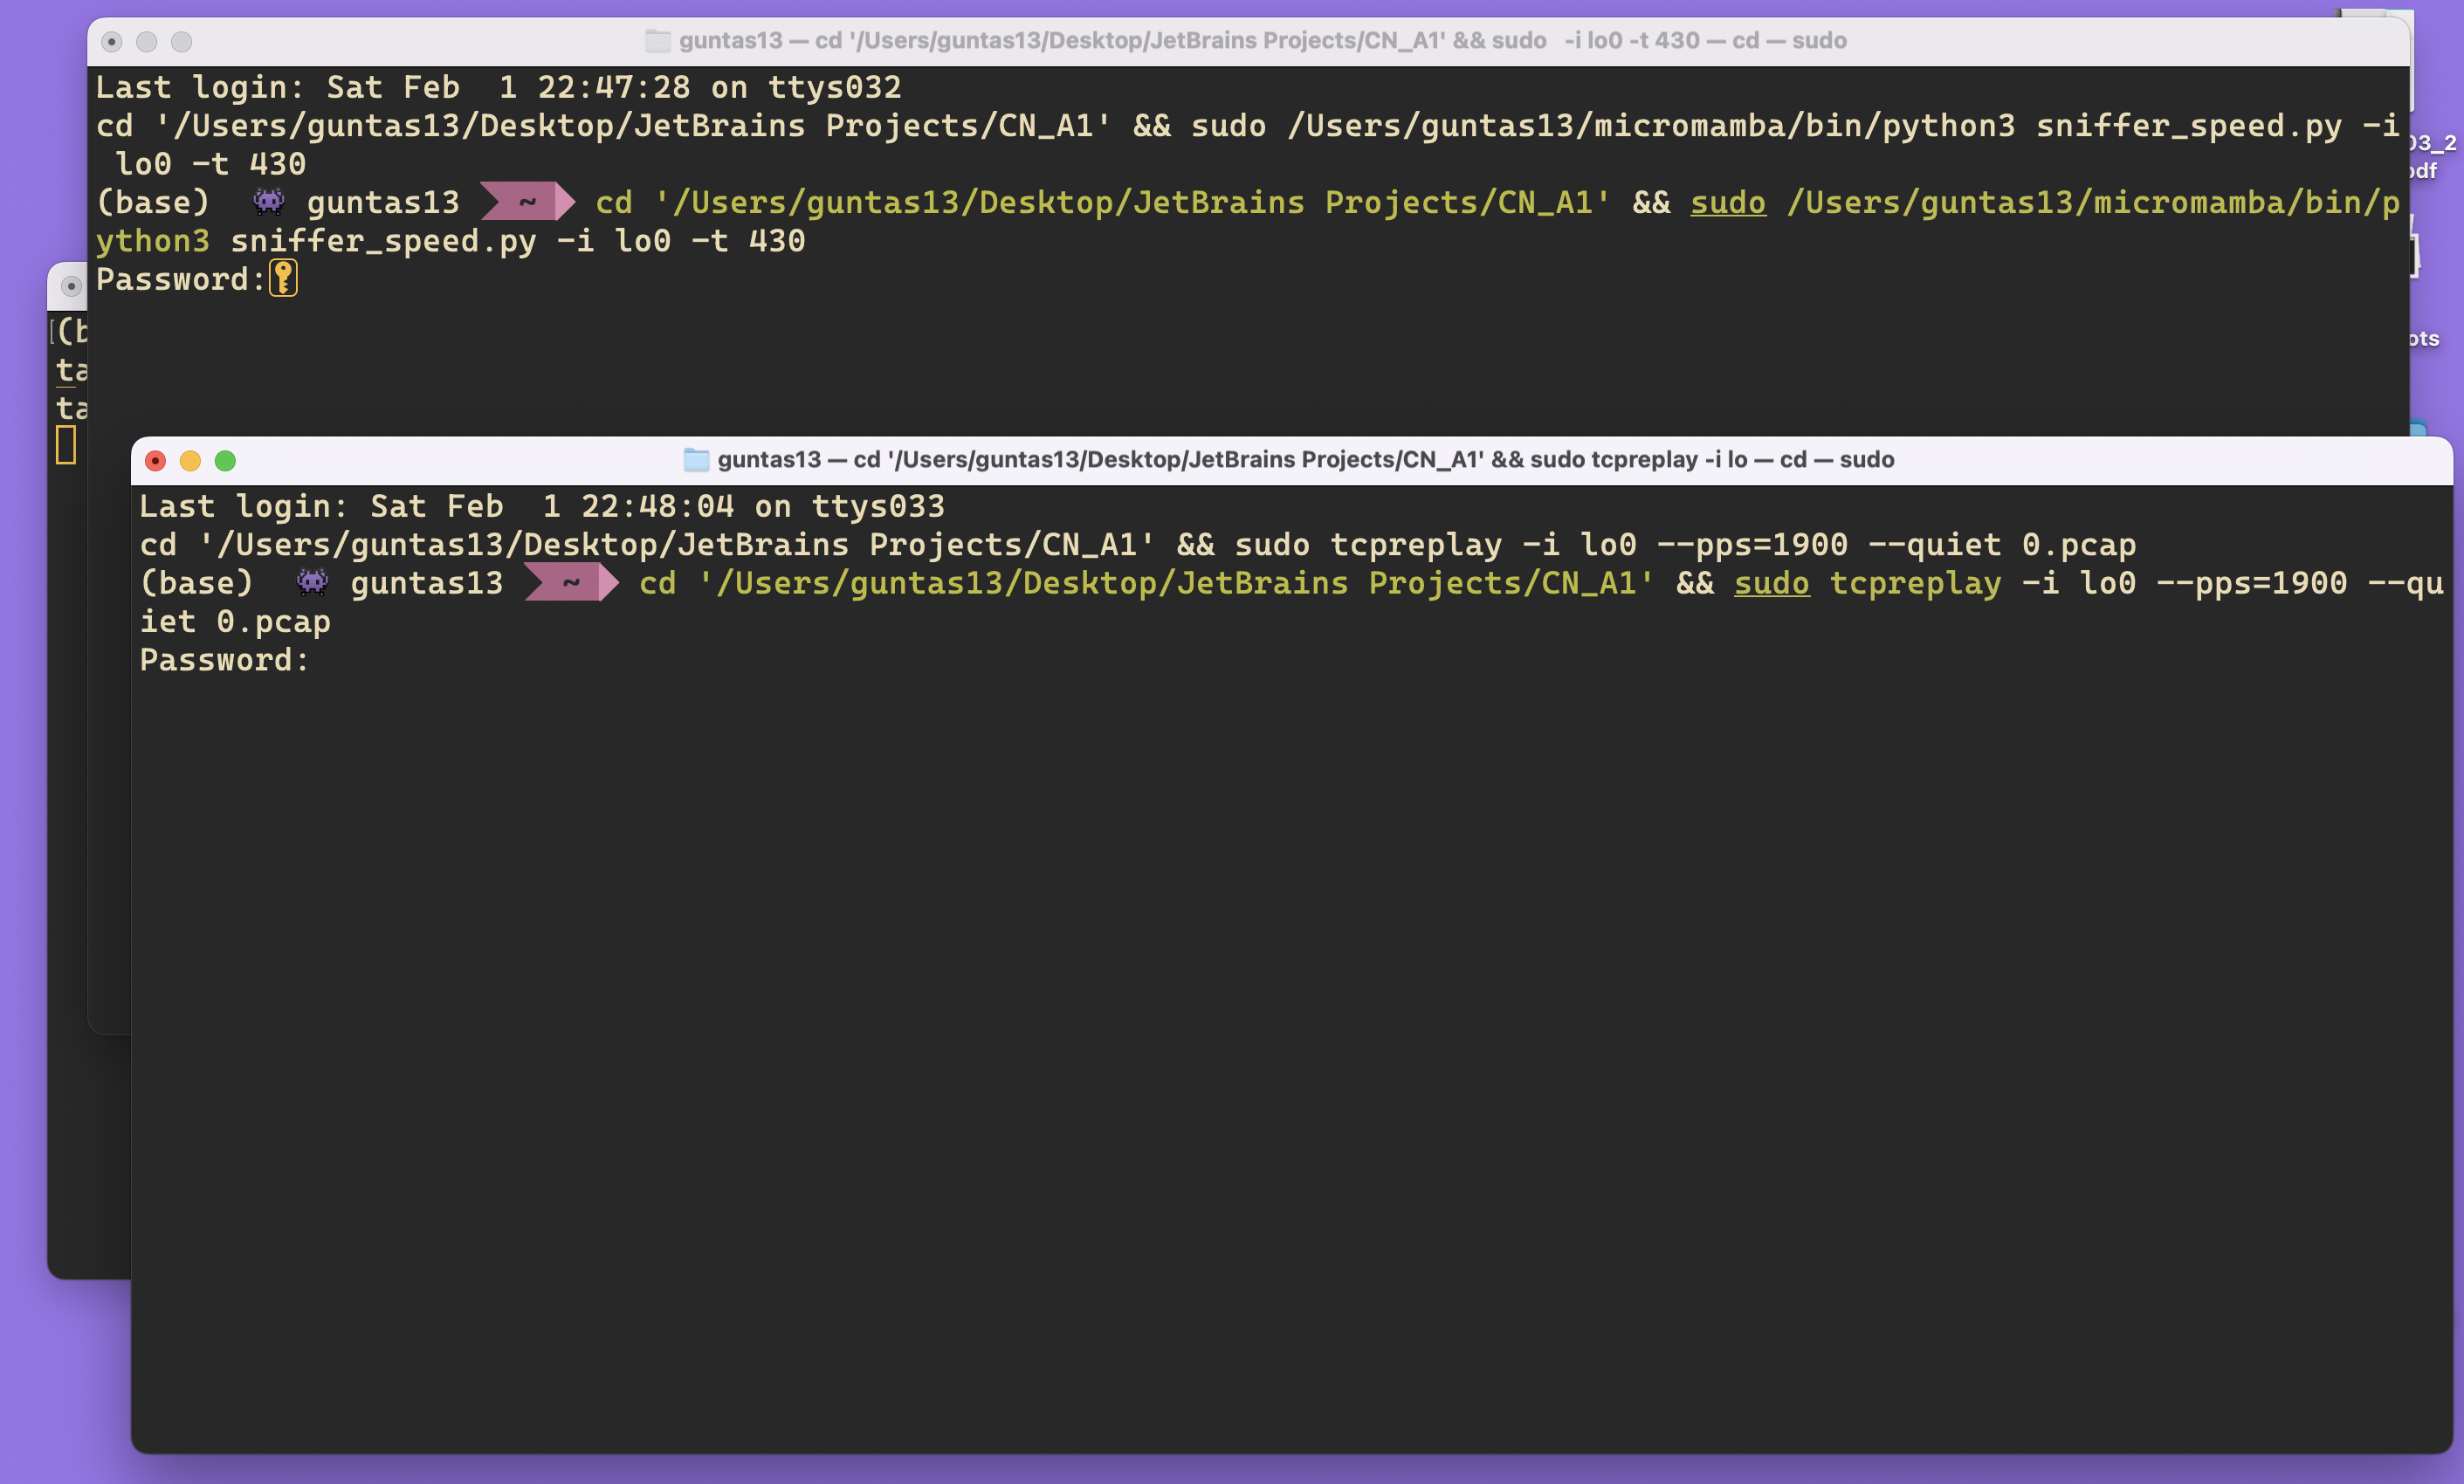 guntas13 — cd '/Users/guntas13/Desktop/JetBrains Projects/CN_A1' && sudo -i lo0 -t 430 — cd — sudo
Last login: Sat Feb  1 22:47:28 on ttys032
cd '/Users/guntas13/Desktop/JetBrains Projects/CN_A1' && sudo /Users/guntas13/micromamba/bin/python3 sniffer_speed.py -i
 lo0 -t 430
(base) guntas13 ~ cd '/Users/guntas13/Desktop/JetBrains Projects/CN_A1' && sudo /Users/guntas13/micromamba/bin/p
ython3 sniffer_speed.py -i lo0 -t 430
Password:
03_2
pdf
ots
(b
ta
ta
guntas13 — cd '/Users/guntas13/Desktop/JetBrains Projects/CN_A1' && sudo tcpreplay -i lo — cd — sudo
Last login: Sat Feb  1 22:48:04 on ttys033
cd '/Users/guntas13/Desktop/JetBrains Projects/CN_A1' && sudo tcpreplay -i lo0 --pps=1900 --quiet 0.pcap
(base) guntas13 ~ cd '/Users/guntas13/Desktop/JetBrains Projects/CN_A1' && sudo tcpreplay -i lo0 --pps=1900 --qu
iet 0.pcap
Password: